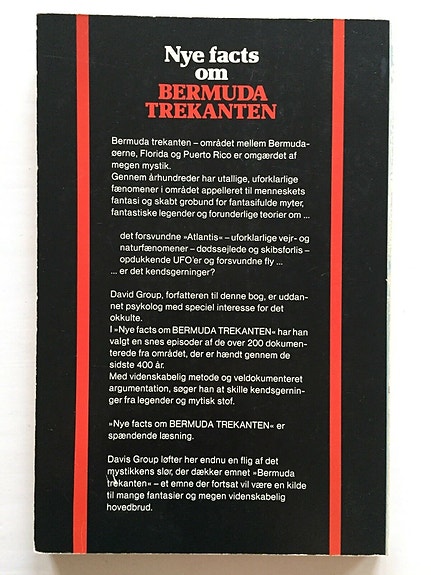 Nye facts
om
BERMUDA
TREKANTEN
Bermuda trekanten – området mellem Bermuda-
øerne, Florida og Puerto Rico er omgærdet af
megen mystik.
Gennem århundreder har utallige, uforklarlige
fænomener i området appelleret til menneskets
fantasi og skabt grobund for fantasifulde myter,
fantastiske legender og forunderlige teorier om ...
det forsvundne »Atlantis« – uforklarlige vejr- og
naturfænomener – dødssejlede og skibsforlis –
opdukkende UFO'er og forsvundne fly ...
... er det kendsgerninger?
David Group, forfatteren til denne bog, er uddan-
net psykolog med speciel interesse for det
okkulte.
I »Nye facts om BERMUDA TREKANTEN« har han
valgt en snes episoder af de over 200 dokumen-
terede fra området, der er hændt gennem de
sidste 400 år.
Med videnskabelig metode og veldokumenteret
argumentation, søger han at skille kendsgernin-
ger fra legender og mytisk stof.
»Nye facts om BERMUDA TREKANTEN« er
spændende læsning.
Davis Group løfter her endnu en flig af det
mystikkens slør, der dækker emnet »Bermuda
trekanten« – et emne der fortsat vil være en kilde
til mange fantasier og megen videnskabelig
hovedbrud.